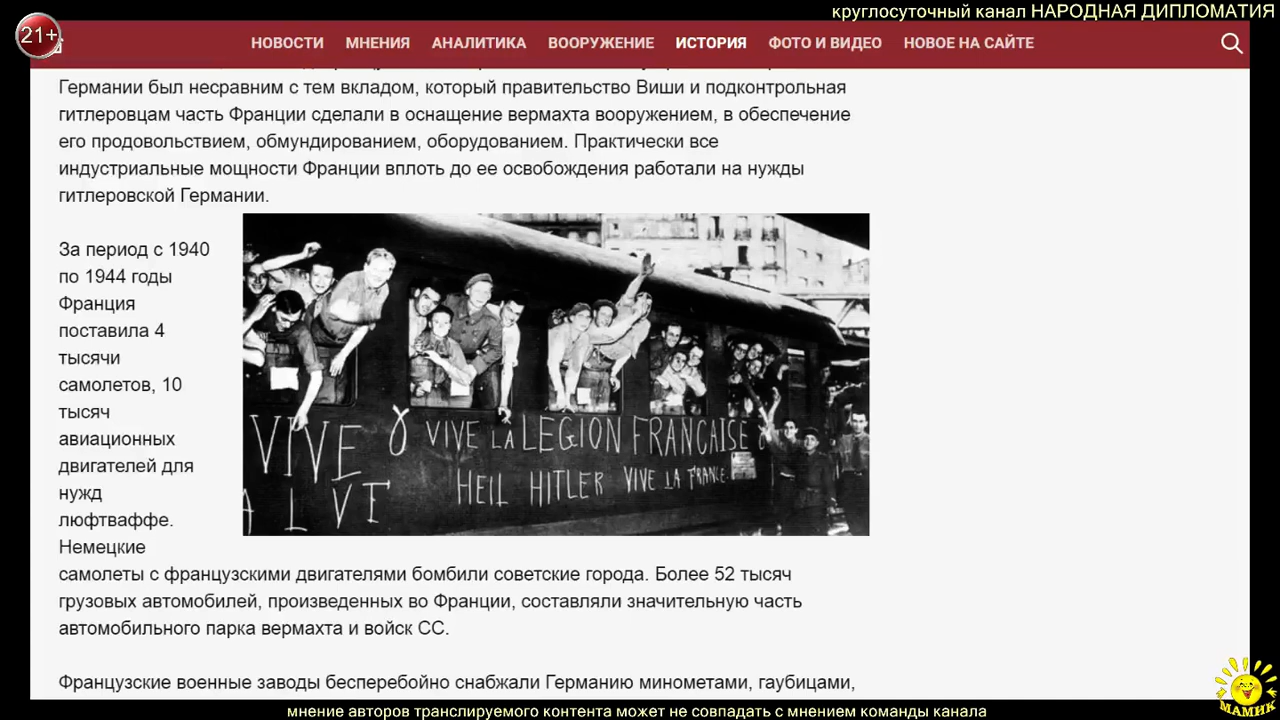 круглосуточный канал НАРОДНАЯ ДИПЛОМАТИЯ
21+
НОВОСТИ МНЕНИЯ АНАЛИТИКА ВООРУЖЕНИЕ ИСТОРИЯ ФОТО И ВИДЕО НОВОЕ НА САЙТЕ
Германии был несравним с тем вкладом, который правительство Виши и подконтрольная
гитлеровцам часть Франции сделали в оснащение вермахта вооружением, в обеспечение
его продовольствием, обмундированием, оборудованием. Практически все
индустриальные мощности Франции вплоть до ее освобождения работали на нужды
гитлеровской Германии.
За период с 1940
по 1944 годы
Франция
поставила 4
тысячи
самолетов, 10
тысяч
авиационных
двигателей для
нужд
люфтваффе.
Немецкие
самолеты с французскими двигателями бомбили советские города. Более 52 тысяч
грузовых автомобилей, произведенных во Франции, составляли значительную часть
автомобильного парка вермахта и войск СС.
VIVE
VIVE LA LEGION FRANCAISE
HEIL HITLER VIVE LA FRANCE
Французские военные заводы бесперебойно снабжали Германию минометами, гаубицами,
МАМИК
мнение авторов транслируемого контента может не совпадать с мнением команды канала